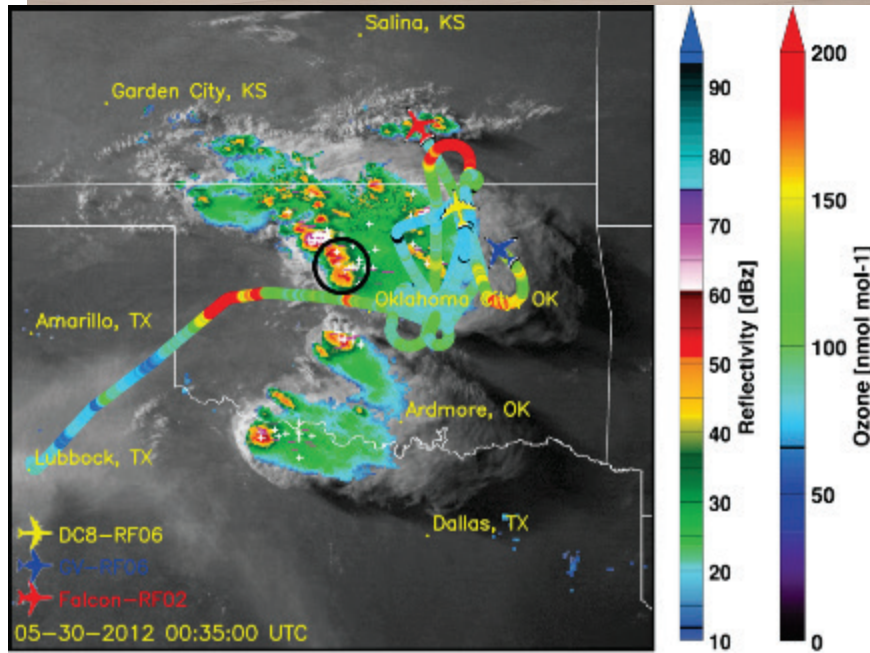 Salina, KS
Garden City, KS
Oklahoma City, OK
Amarillo, TX
Ardmore, OK
Lubbock, TX
Dallas, TX
DC8-RF06
GV-RF06
Falcon-RF02
05-30-2012 00:35:00 UTC
90
80
70
60
50
40
30
20
10
Reflectivity [dBz]
200
150
100
50
0
Ozone [nmol mol-1]